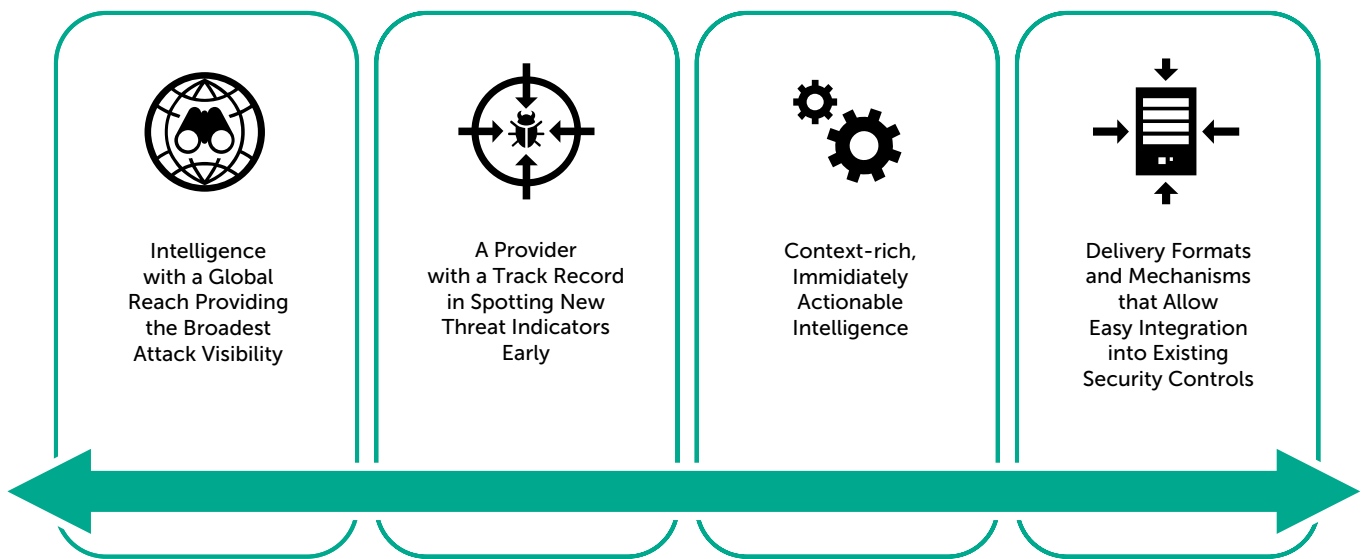 Intelligence
with a Global
Reach Providing
the Broadest
Attack Visibility
A Provider
with a Track Record
in Spotting New
Threat Indicators
Early
Context-rich,
Immidiately
Actionable
Intelligence
Delivery Formats
and Mechanisms
that Allow
Easy Integration
into Existing
Security Controls